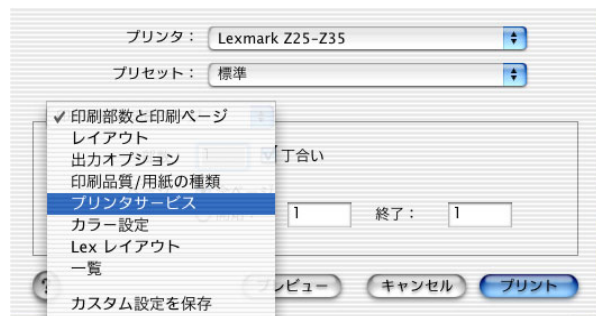 プリンタ： Lexmark Z25-Z35
プリセット： 標準
✓ 印刷部数と印刷ページ
レイアウト
出力オプション 1 丁合い
印刷品質/用紙の種類
プリンタサービス
1 終了： 1
カラー設定
Lex レイアウト
一覧
? プレビュー キャンセル プリント
カスタム設定を保存